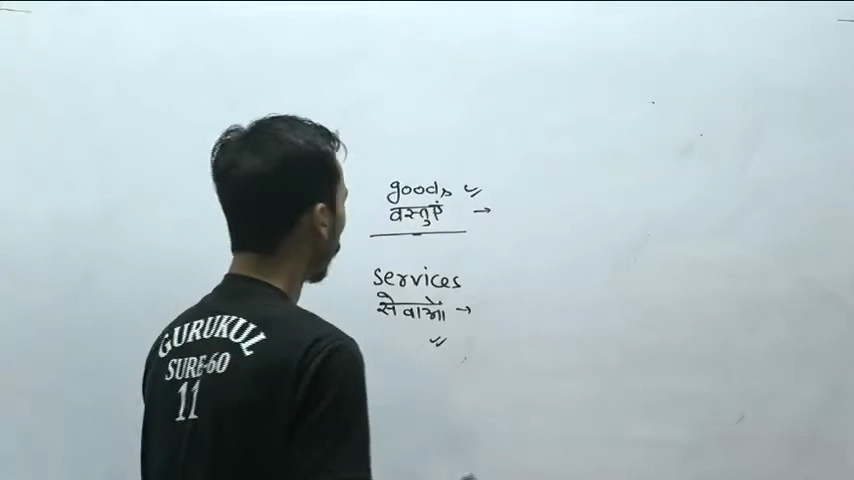 goods
वस्तुएं →
services
सेवाओं →
GURUKUL
SURE-60
11